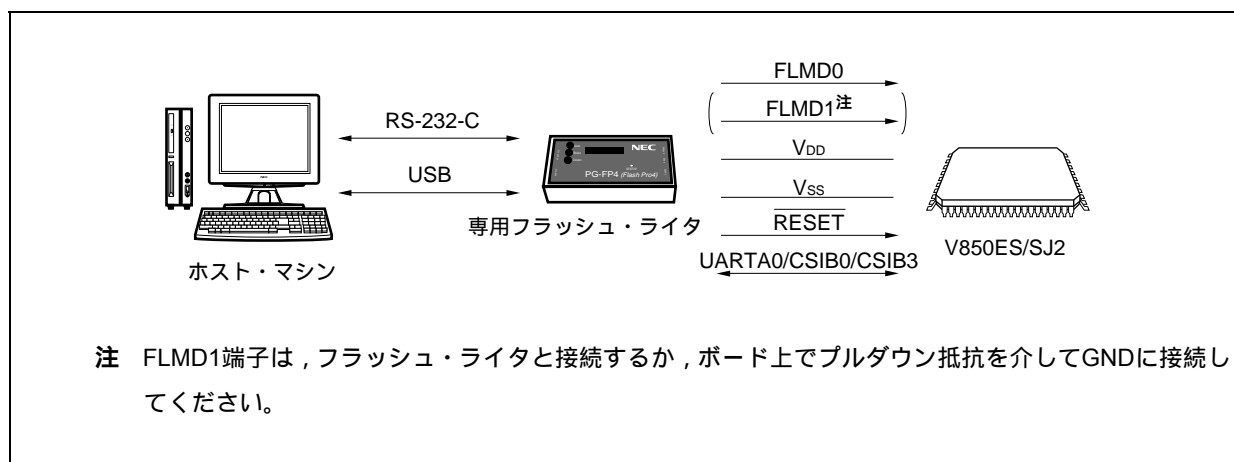 FLMD0
FLMD1注
RS-232-C
VDD
NEC
PG-FP4 (Flash Pro4)
USB
VSS
専用フラッシュ・ライタ
RESET
V850ES/SJ2
ホスト・マシン
UARTA0/CSIB0/CSIB3
注 FLMD1端子は，フラッシュ・ライタと接続するか，ボード上でプルダウン抵抗を介してGNDに接続し
てください。